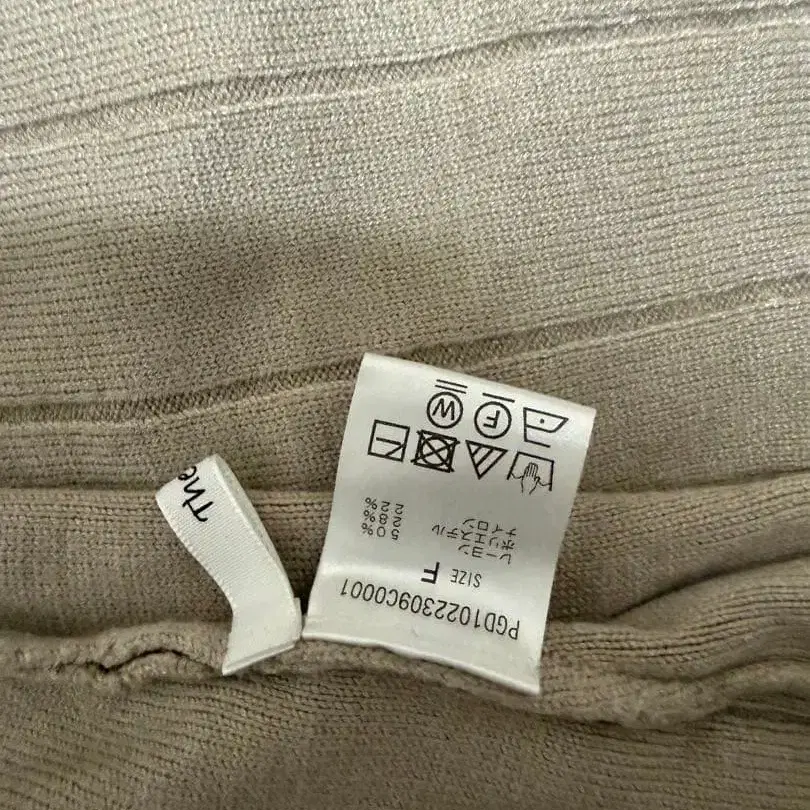 PGD10222309C0001
SIZE F
レーヨン 50%
ポリエステル 28%
ナイロン 22%
The